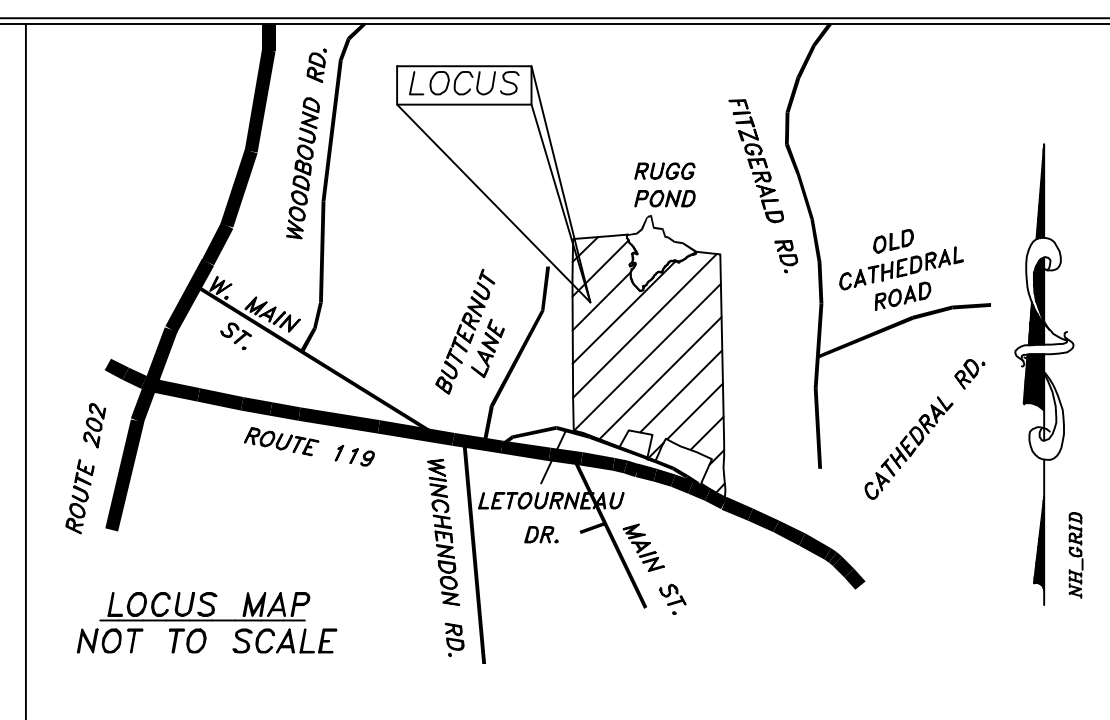 LOCUS
WOODBOUND RD.
FITZGERALD RD.
RUGG
POND
OLD
CATHEDRAL
ROAD
W. MAIN
ST.
BUTTERNUT
LANE
CATHEDRAL RD.
ROUTE 202
ROUTE 119
WINCHENDON RD.
LETOURNEAU
DR.
MAIN ST.
NH_GRID
LOCUS MAP
NOT TO SCALE